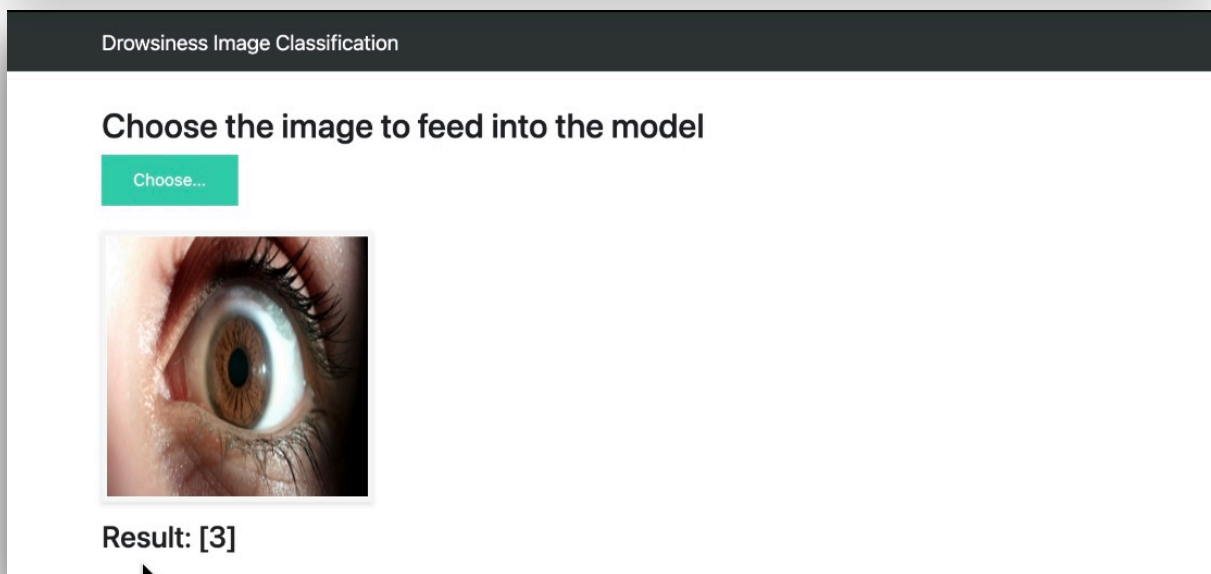 Drowsiness Image Classification
Choose the image to feed into the model
Choose...
Result: [3]